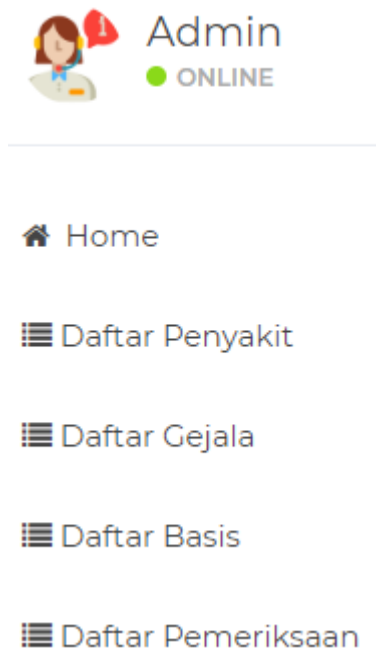 1
Admin
ONLINE
Home
Daftar Penyakit
Daftar Gejala
Daftar Basis
Daftar Pemeriksaan